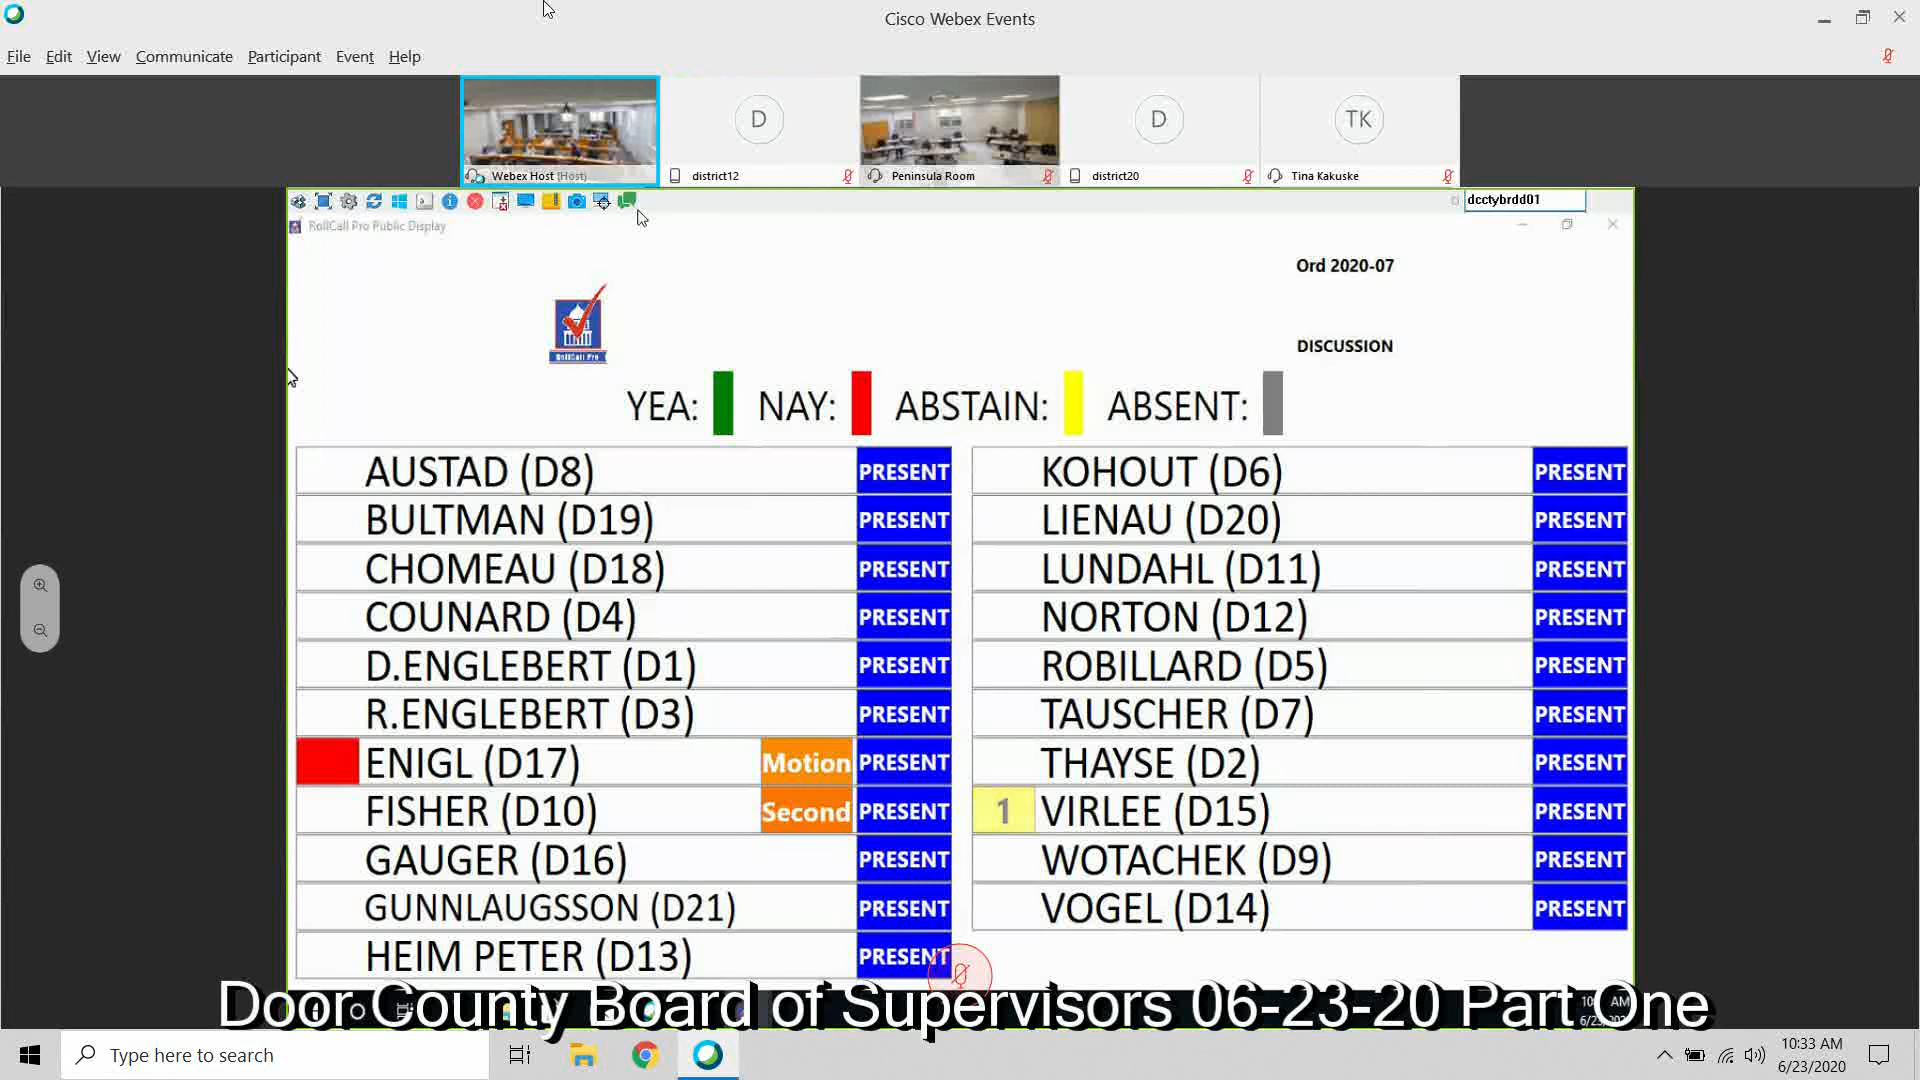 Cisco Webex Events
File Edit View Communicate Participant Event Help
D
D
TK
Webex Host (Host)
district12
Peninsula Room
district20
Tina Kakuske
dcctybrdd01
RollCall Pro Public Display
Ord 2020-07
RollCall Pro
DISCUSSION
YEA: NAY: ABSTAIN: ABSENT:
AUSTAD (D8) PRESENT
BULTMAN (D19) PRESENT
CHOMEAU (D18) PRESENT
COUNARD (D4) PRESENT
D.ENGLEBERT (D1) PRESENT
R.ENGLEBERT (D3) PRESENT
ENIGL (D17) Motion PRESENT
FISHER (D10) Second PRESENT
GAUGER (D16) PRESENT
GUNNLAUGSSON (D21) PRESENT
HEIM PETER (D13) PRESENT
KOHOUT (D6) PRESENT
LIENAU (D20) PRESENT
LUNDAHL (D11) PRESENT
NORTON (D12) PRESENT
ROBILLARD (D5) PRESENT
TAUSCHER (D7) PRESENT
THAYSE (D2) PRESENT
1 VIRLEE (D15) PRESENT
WOTACHEK (D9) PRESENT
VOGEL (D14) PRESENT
Door County Board of Supervisors 06-23-20 Part One
Type here to search
10:33 AM
6/23/2020